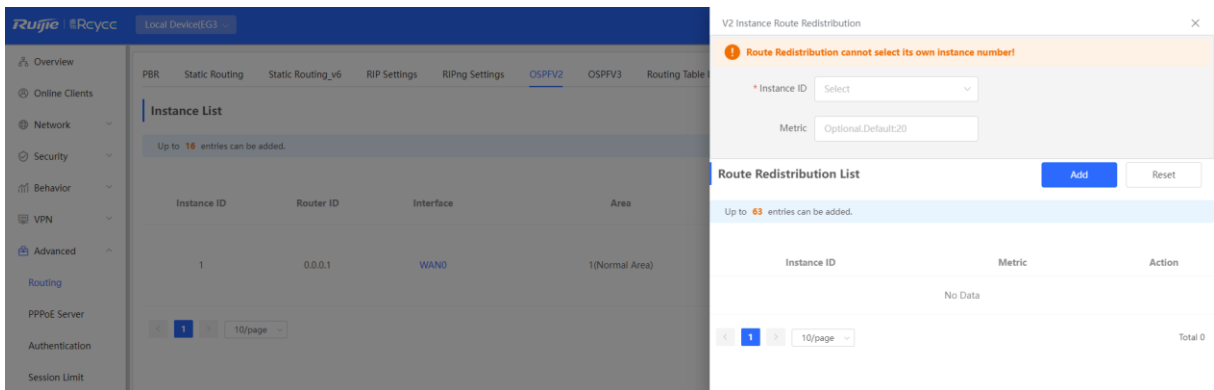 Ruijie Rcycc
Local Device(EG3
Overview
Online Clients
Network
Security
Behavior
VPN
Advanced
Routing
PPPoE Server
Authentication
Session Limit
PBR Static Routing Static Routing_v6 RIP Settings RIPng Settings OSPFV2 OSPFV3 Routing Table
Instance List
Up to 16 entries can be added.
Instance ID Router ID Interface Area
1 0.0.0.1 WAN0 1(Normal Area)
< 1 > 10/page
V2 Instance Route Redistribution ×
Route Redistribution cannot select its own instance number!
* Instance ID Select
Metric Optional.Default:20
Route Redistribution List Add Reset
Up to 63 entries can be added.
Instance ID Metric Action
No Data
< 1 > 10/page Total 0